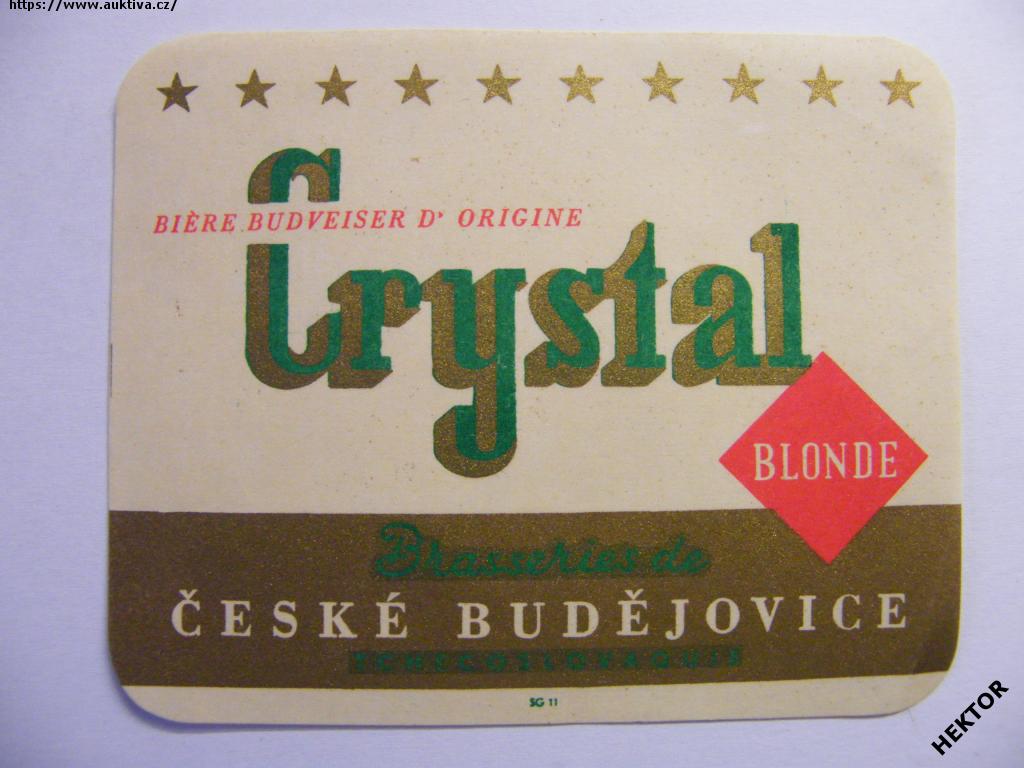 https://www.auktiva.cz/
BIÈRE BUDVEISER D' ORIGINE
Crystal
BLONDE
Brasseries de
ČESKÉ BUDĚJOVICE
TCHECOSLOVAQUIE
SG 11
HEKTOR